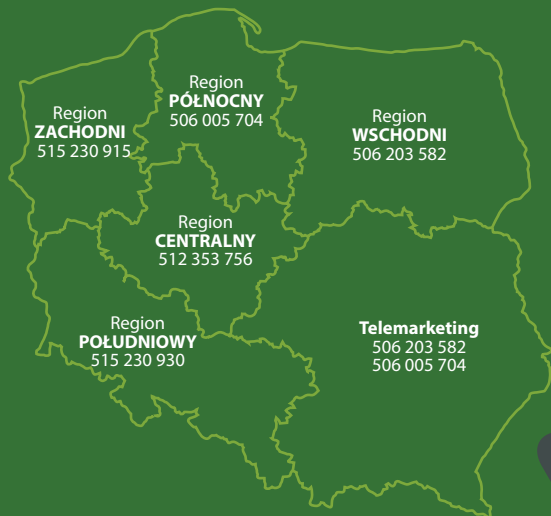 Region
PÓŁNOCNY
506 005 704
Region
ZACHODNI
515 230 915
Region
WSCHODNI
506 203 582
Region
CENTRALNY
512 353 756
Region
POŁUDNIOWY
515 230 930
Telemarketing
506 203 582
506 005 704